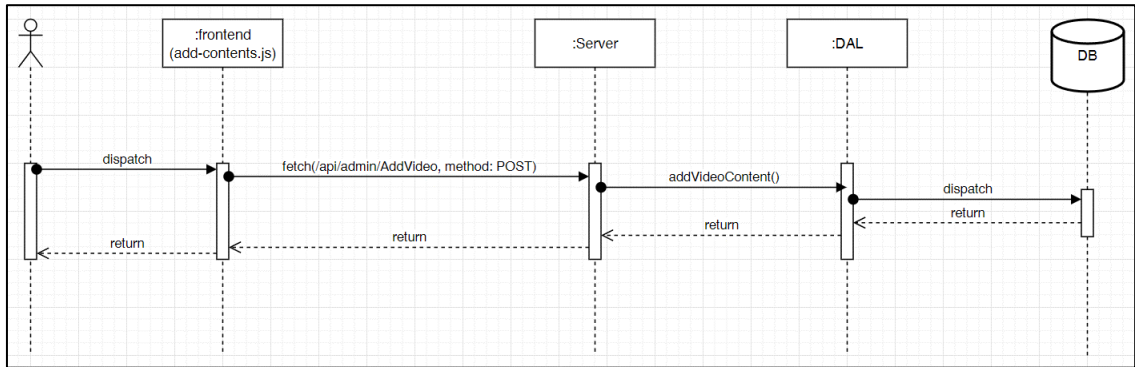 :frontend
(add-contents.js)
:Server
:DAL
DB
dispatch
fetch(/api/admin/AddVideo, method: POST)
addVideoContent()
dispatch
return
return
return
return